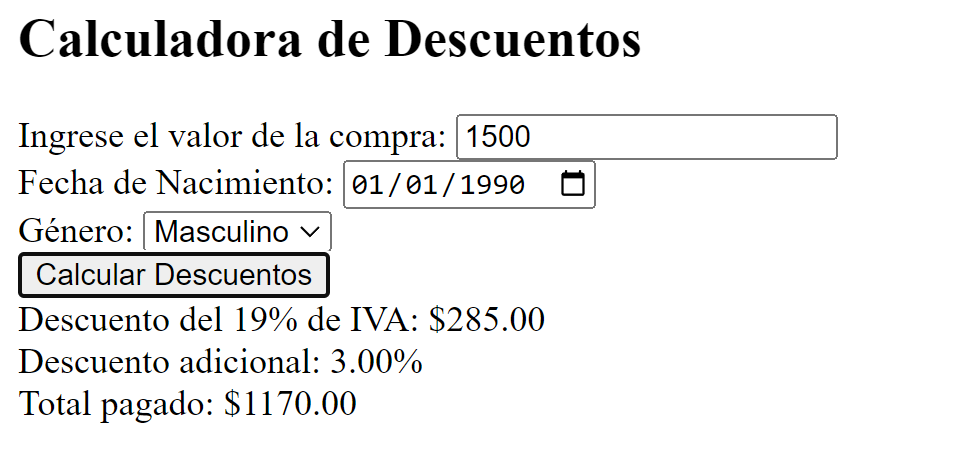 Calculadora de Descuentos
Ingrese el valor de la compra: 1500
Fecha de Nacimiento: 01/01/1990
Género: Masculino
Calcular Descuentos
Descuento del 19% de IVA: $285.00
Descuento adicional: 3.00%
Total pagado: $1170.00